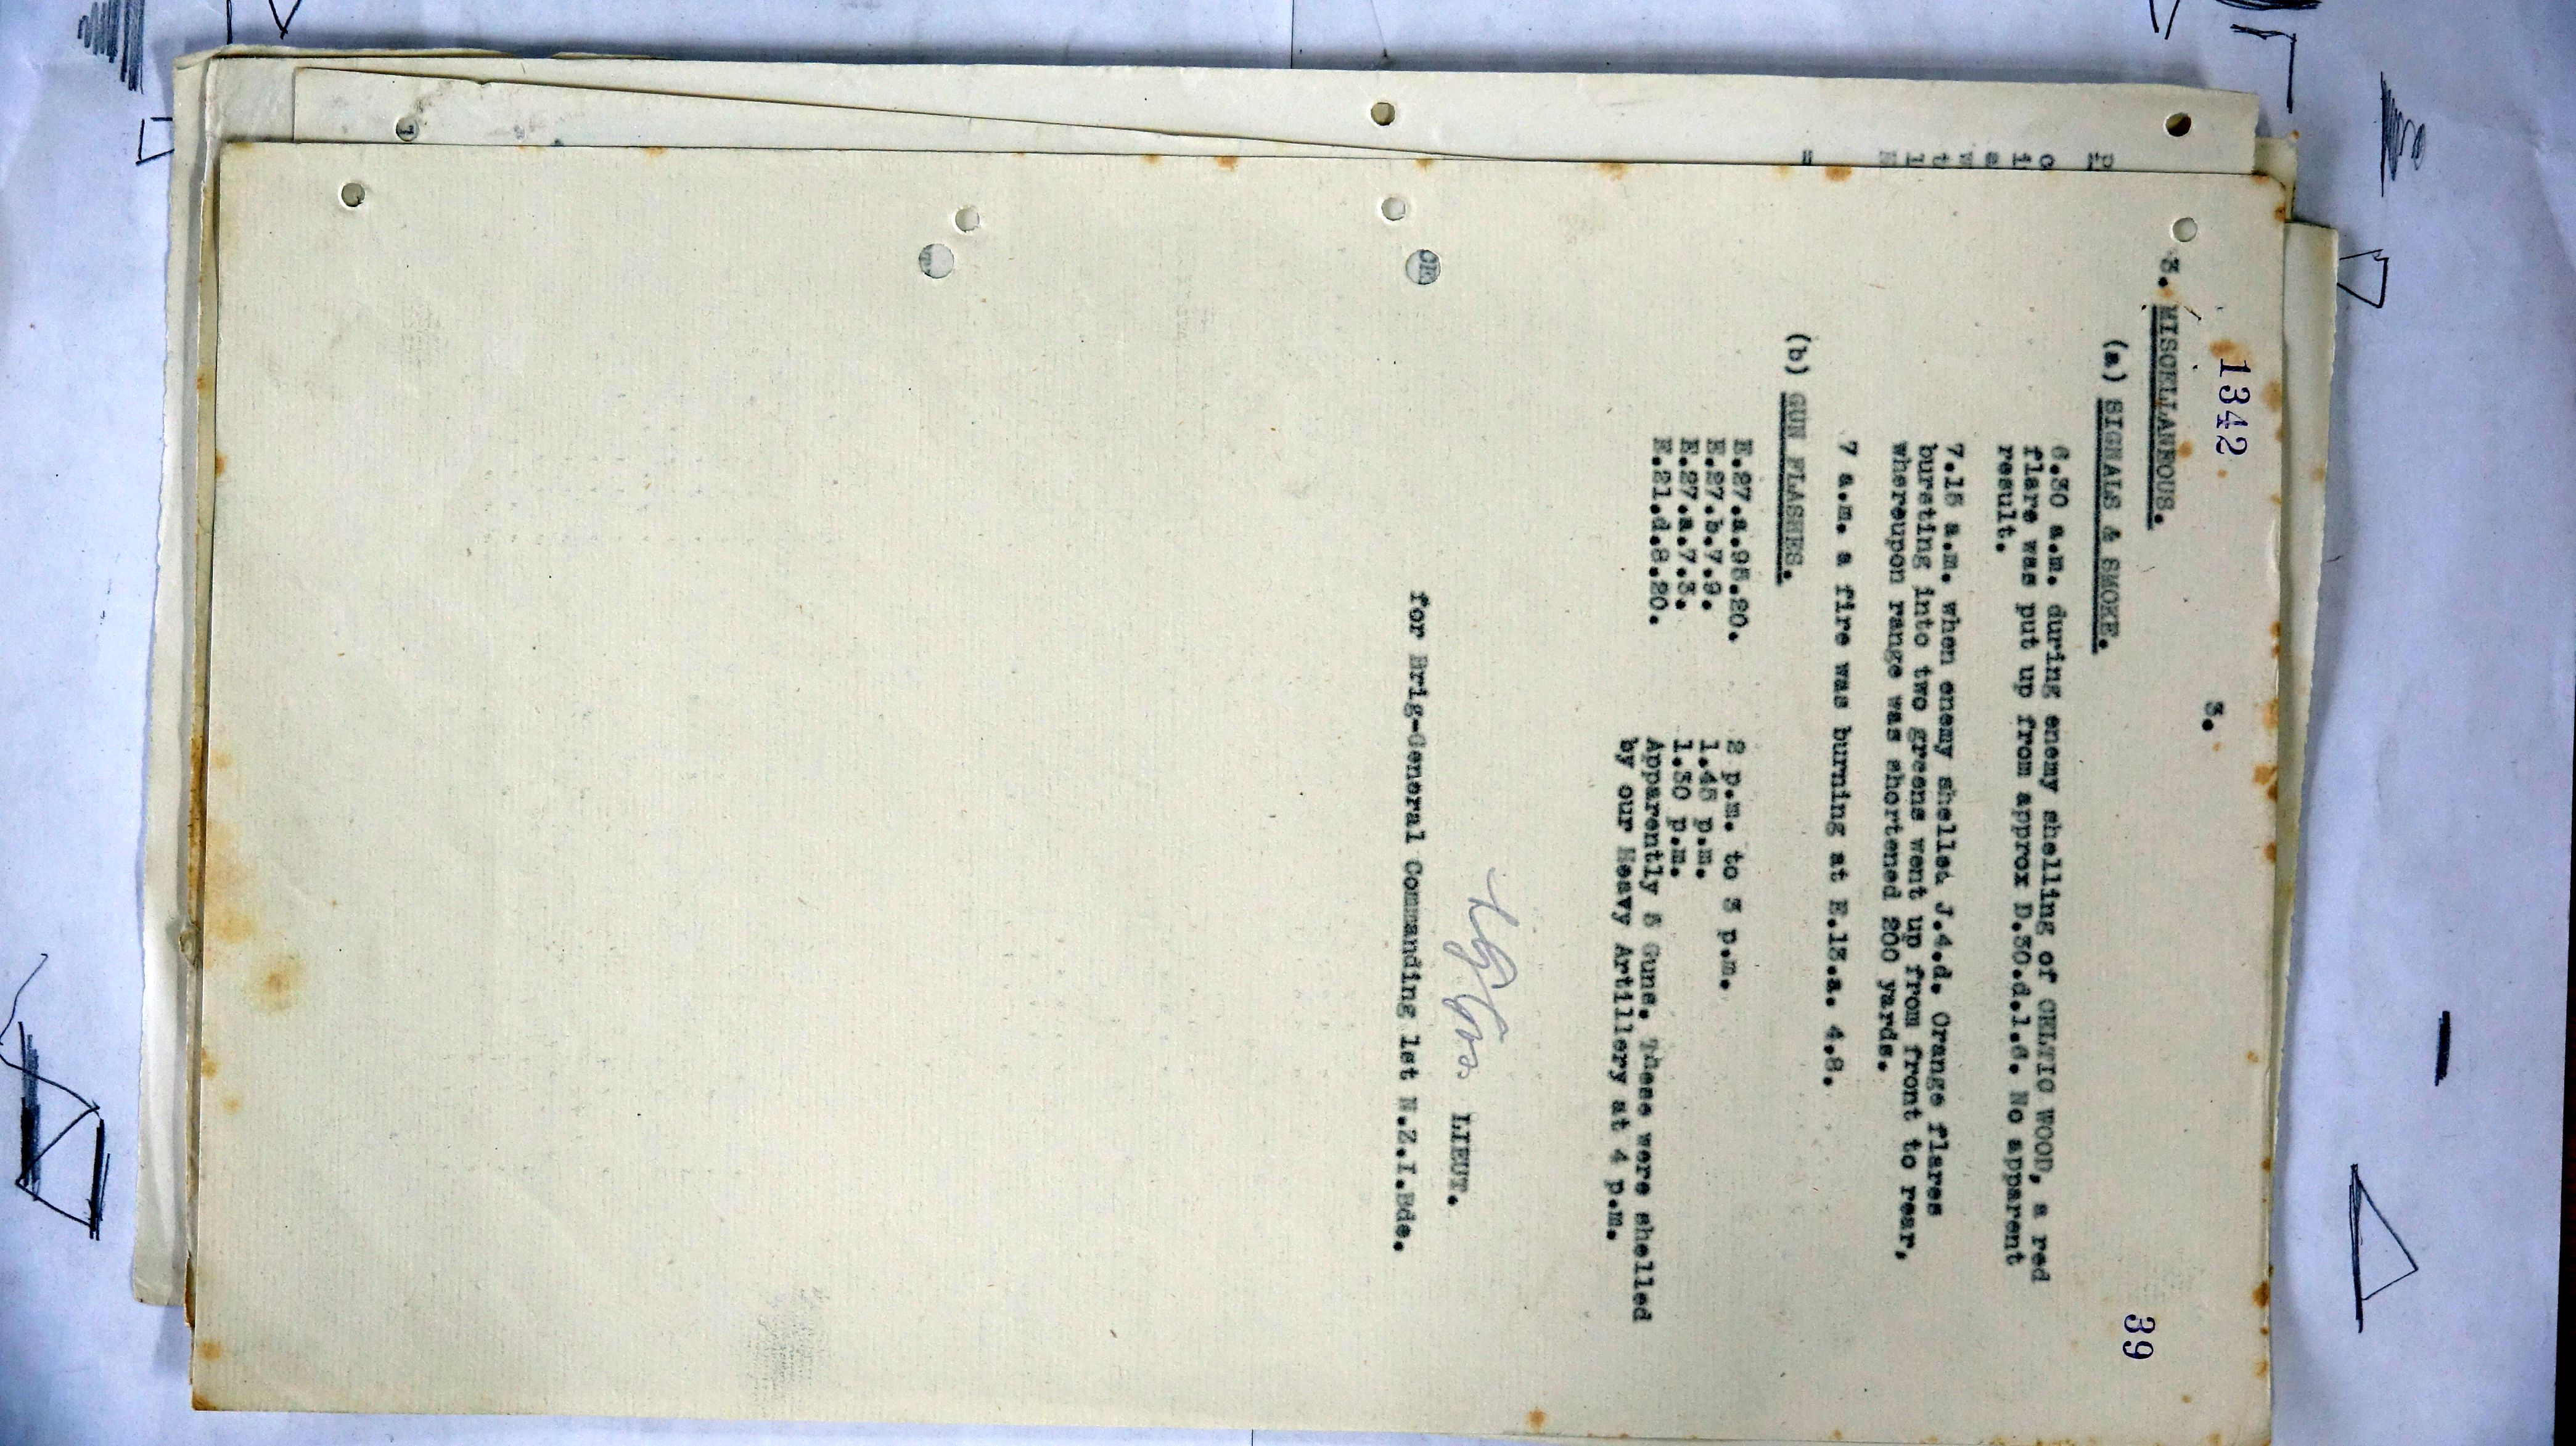 1342
3.
39
3. MISCELLANEOUS.
(a) SIGNALS & SMOKE.
6.30 a.m. during enemy shelling of CELTIC WOOD, a red
flare was put up from approx D.30.d.1.6. No apparent
result.
7.15 a.m. when enemy shelled J.4.d. Orange flares
bursting into two greens went up from front to rear,
whereupon range was shortened 200 yards.
7 a.m. a fire was burning at E.13.a. 4.8.
(b) GUN FLASHES.
E.27.a.95.20. 2 p.m. to 3 p.m.
E.27.b.7.9. 1.45 p.m.
E.27.a.7.3. 1.30 p.m.
E.21.d.8.20. Apparently 5 Guns. These were shelled
by our Heavy Artillery at 4 p.m.
LIEUT.
for Brig-General Commanding 1st N.Z.I.Bde.